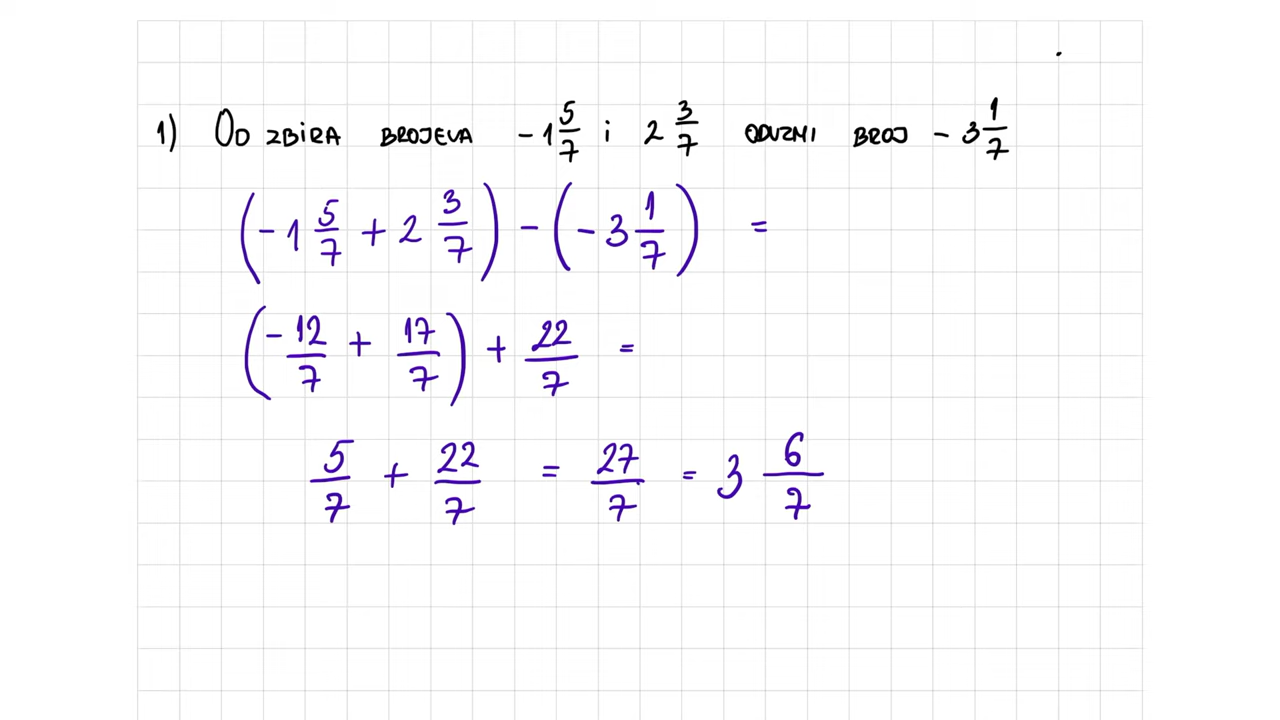 1) Od zbira brojeva -1 5/7 i 2 3/7 oduzmi broj -3 1/7
(-1 5/7 + 2 3/7) - (-3 1/7) =
(-12/7 + 17/7) + 22/7 =
5/7 + 22/7 = 27/7 = 3 6/7